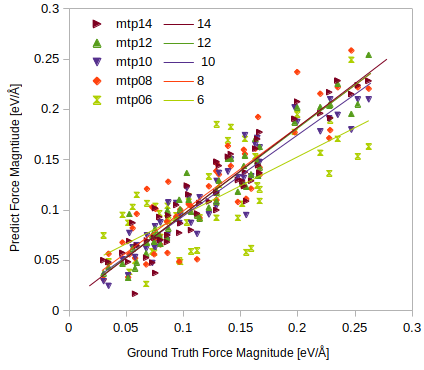 0.3
0.25
0.2
0.15
0.1
0.05
0
Predict Force Magntiude [eV/Å]
mtp14 14
mtp12 12
mtp10 10
mtp08 8
mtp06 6
0 0.05 0.1 0.15 0.2 0.25 0.3
Ground Truth Force Magnitude [eV/Å]